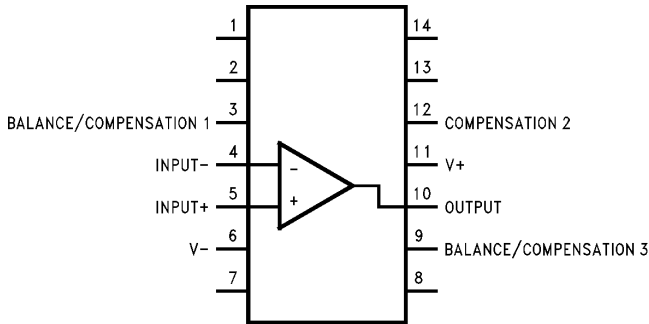 1 14
2 13
BALANCE/COMPENSATION 1 3 12 COMPENSATION 2
INPUT- 4 - 11 V+
INPUT+ 5 + 10 OUTPUT
V- 6 9 BALANCE/COMPENSATION 3
7 8